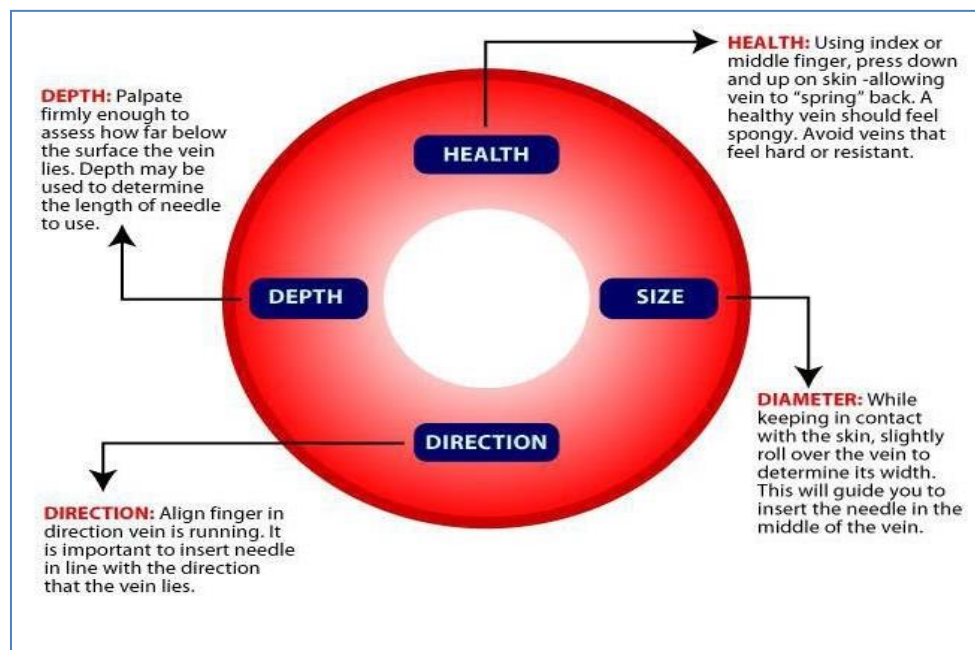 HEALTH: Using index or
middle finger, press down
and up on skin -allowing
vein to “spring” back. A
healthy vein should feel
spongy. Avoid veins that
feel hard or resistant.
DEPTH: Palpate
firmly enough to
assess how far below
the surface the vein
lies. Depth may be
used to determine
the length of needle
to use.
HEALTH
DEPTH
SIZE
DIRECTION
DIAMETER: While
keeping in contact
with the skin, slightly
roll over the vein to
determine its width.
This will guide you to
insert the needle in the
middle of the vein.
DIRECTION: Align finger in
direction vein is running. It
is important to insert needle
in line with the direction
that the vein lies.